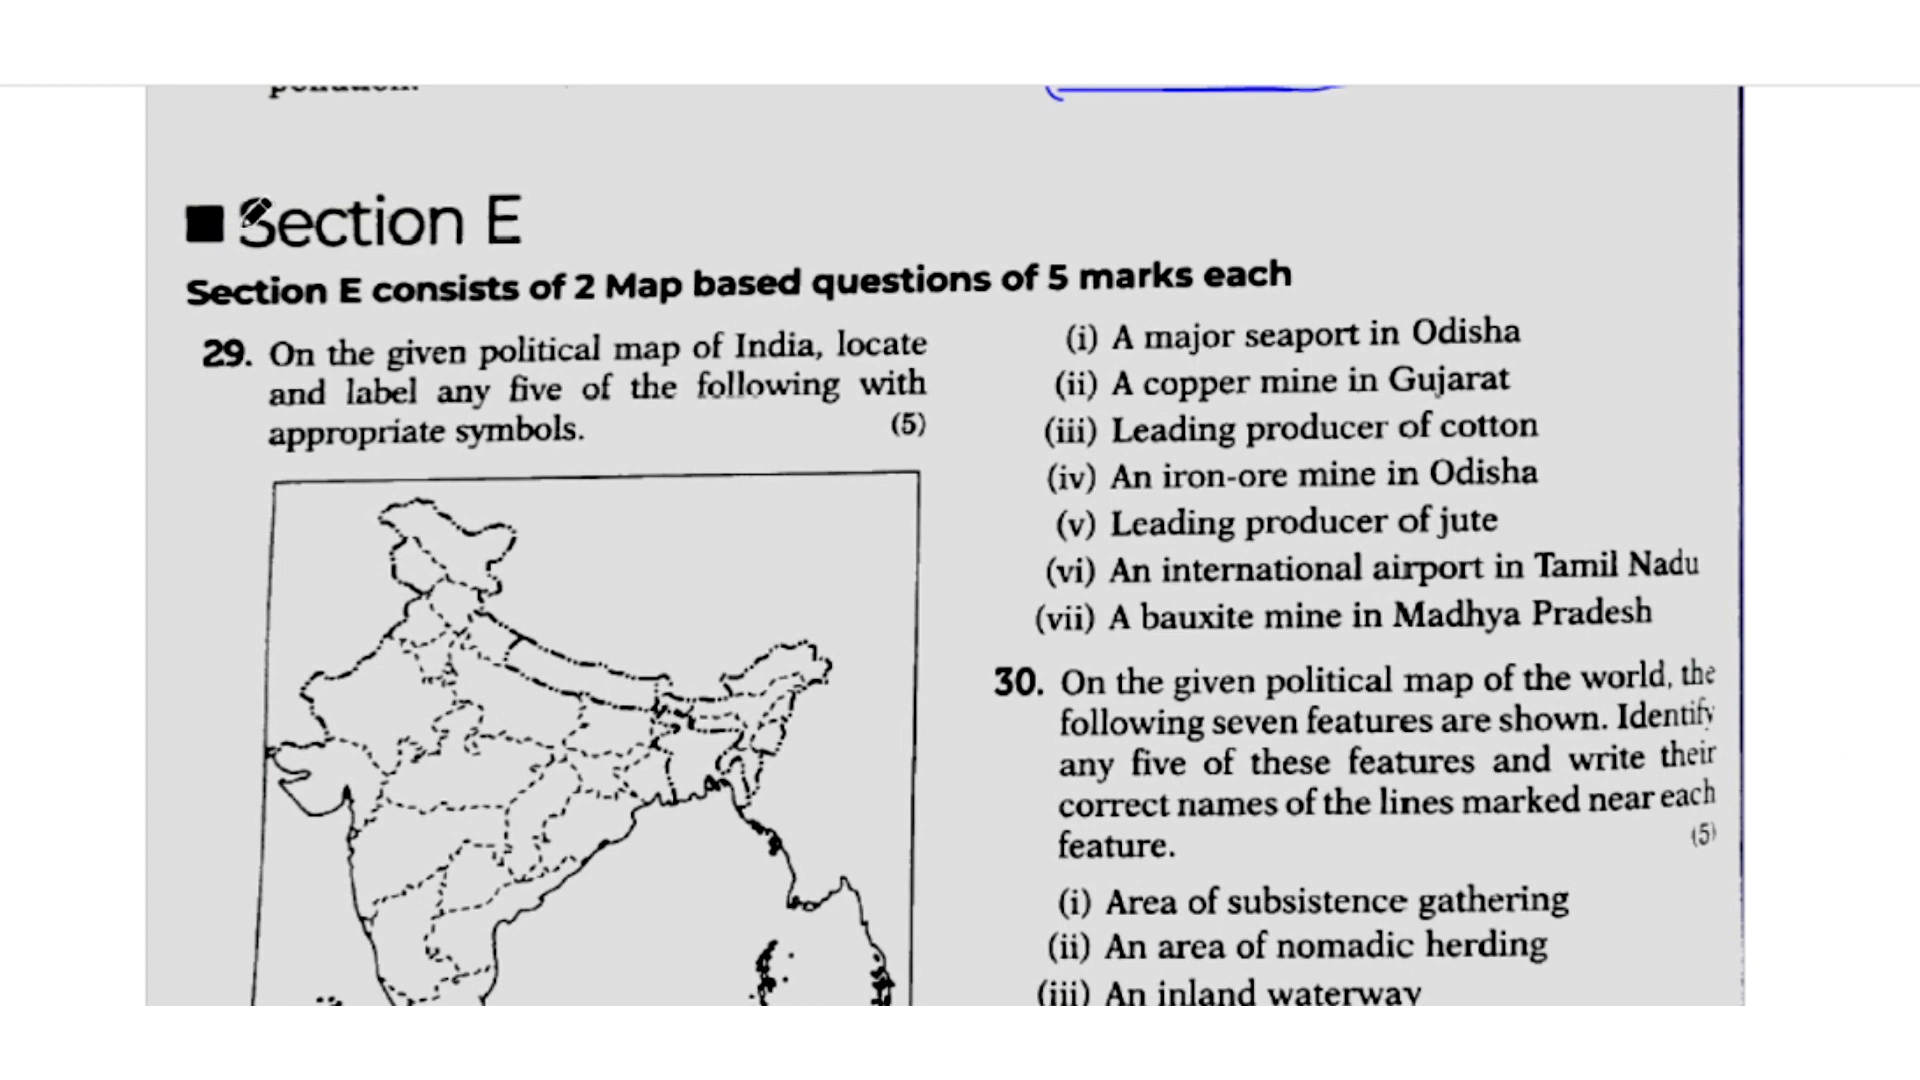 Section E
Section E consists of 2 Map based questions of 5 marks each
29. On the given political map of India, locate
and label any five of the following with
appropriate symbols. (5)
(i) A major seaport in Odisha
(ii) A copper mine in Gujarat
(iii) Leading producer of cotton
(iv) An iron-ore mine in Odisha
(v) Leading producer of jute
(vi) An international airport in Tamil Nadu
(vii) A bauxite mine in Madhya Pradesh
30. On the given political map of the world, the
following seven features are shown. Identify
any five of these features and write their
correct names of the lines marked near each
feature. (5)
(i) Area of subsistence gathering
(ii) An area of nomadic herding
(iii) An inland waterway